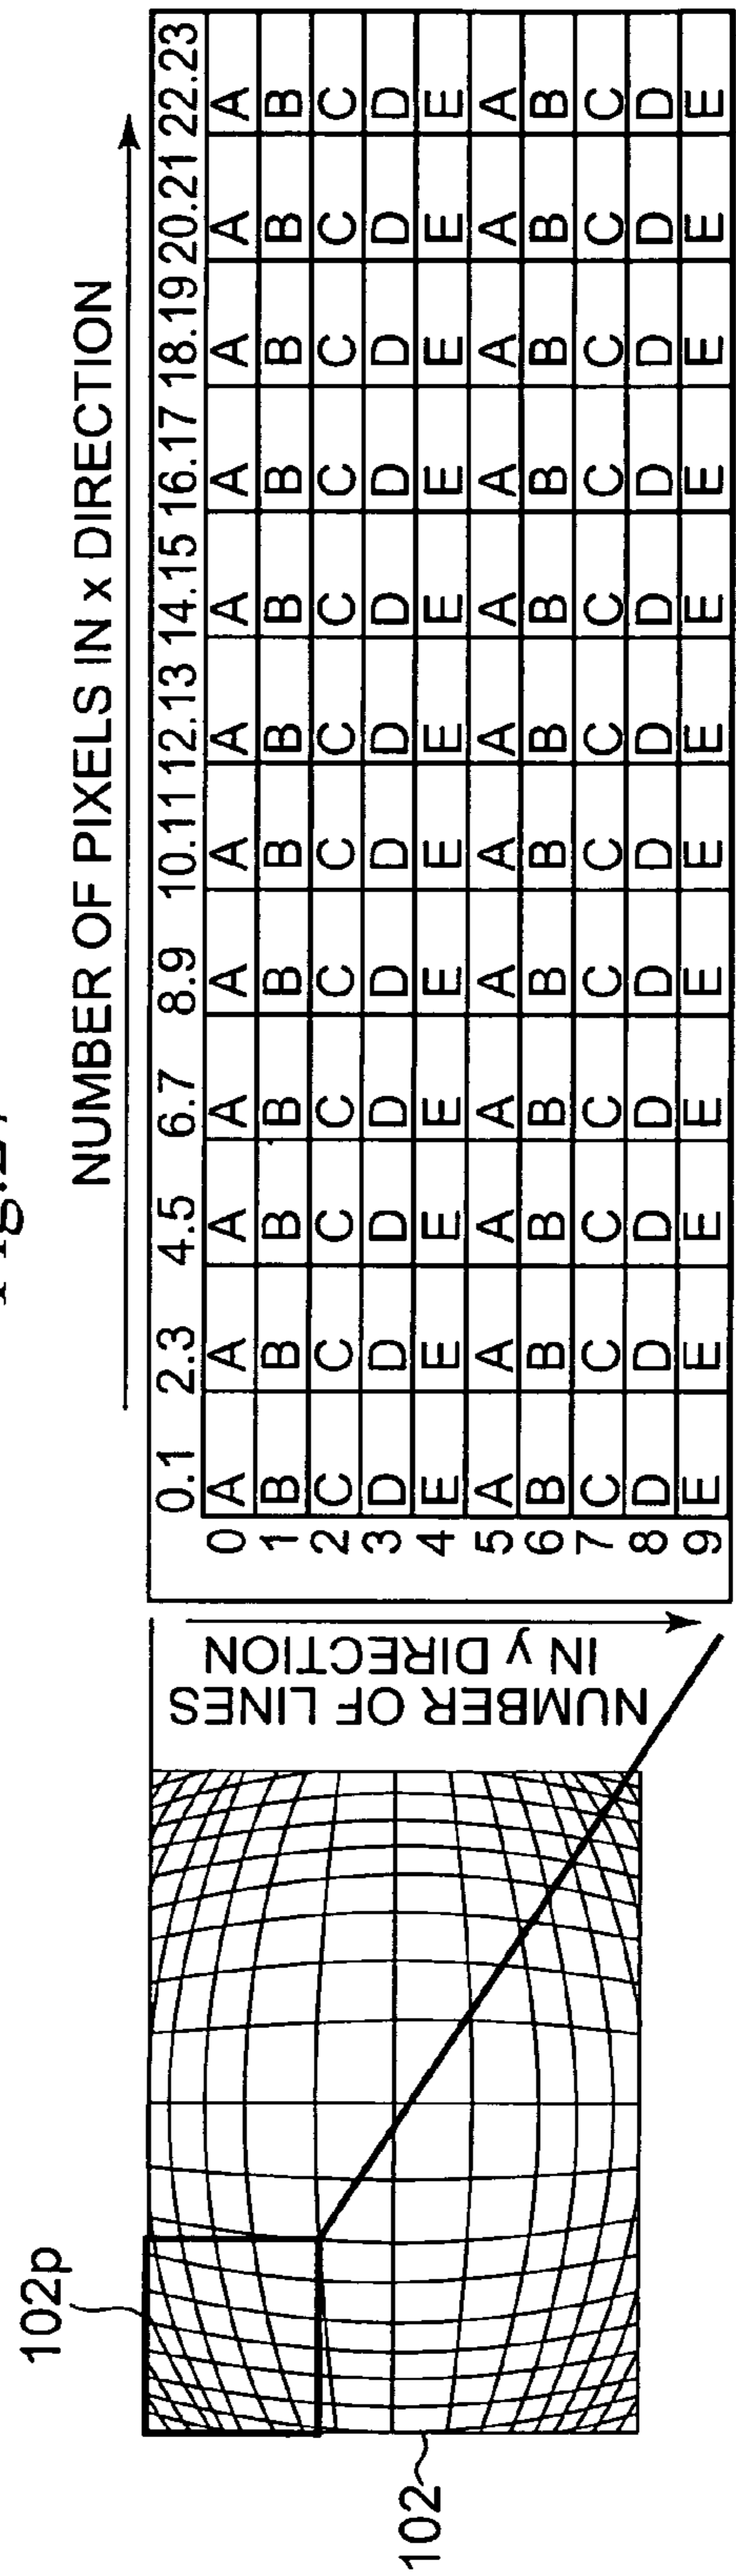 NUMBER OF PIXELS IN x DIRECTION
0.1 2.3 4.5 6.7 8.9 10.11 12.13 14.15 16.17 18.19 20.21 22.23
0 A A A A A A A A A A A A
1 B B B B B B B B B B B B
2 C C C C C C C C C C C C
3 D D D D D D D D D D D D
4 E E E E E E E E E E E E
5 A A A A A A A A A A A A
6 B B B B B B B B B B B B
7 C C C C C C C C C C C C
8 D D D D D D D D D D D D
9 E E E E E E E E E E E E
NUMBER OF LINES
IN y DIRECTION
102p
102